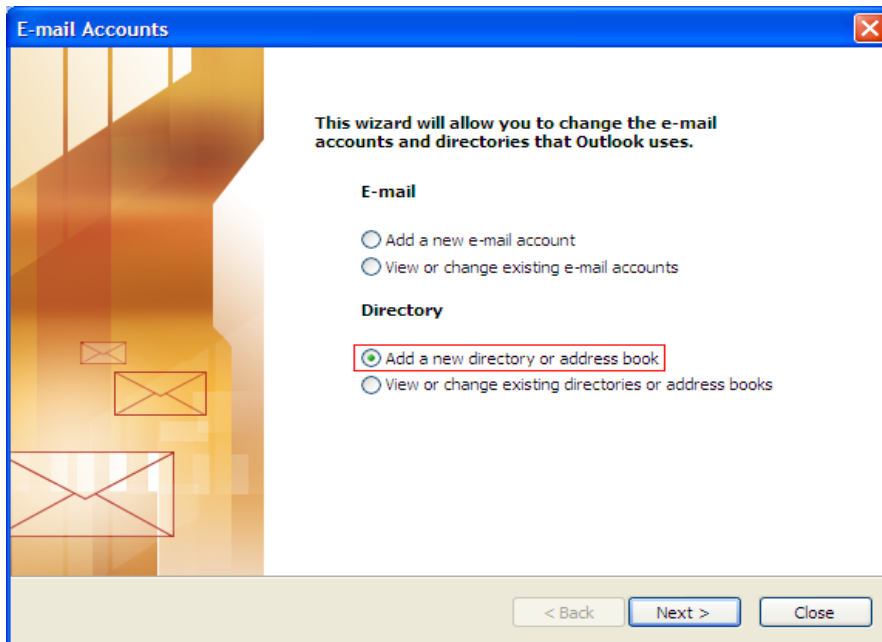 E-mail Accounts
This wizard will allow you to change the e-mail
accounts and directories that Outlook uses.
E-mail
Add a new e-mail account
View or change existing e-mail accounts
Directory
Add a new directory or address book
View or change existing directories or address books
< Back Next > Close